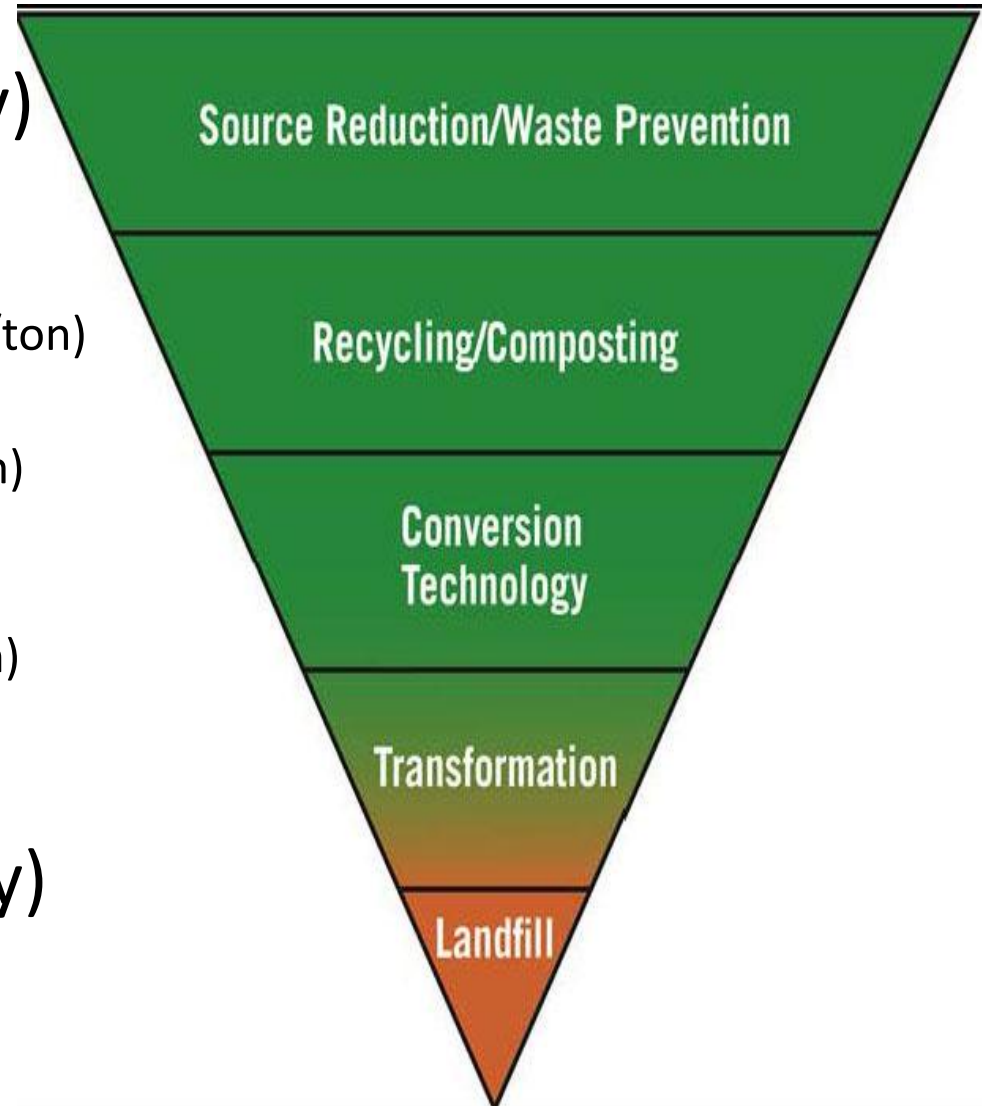 y)
Source Reduction/Waste Prevention
/ton)
Recycling/Composting
n)
Conversion
Technology
n)
Transformation
y)
Landfill